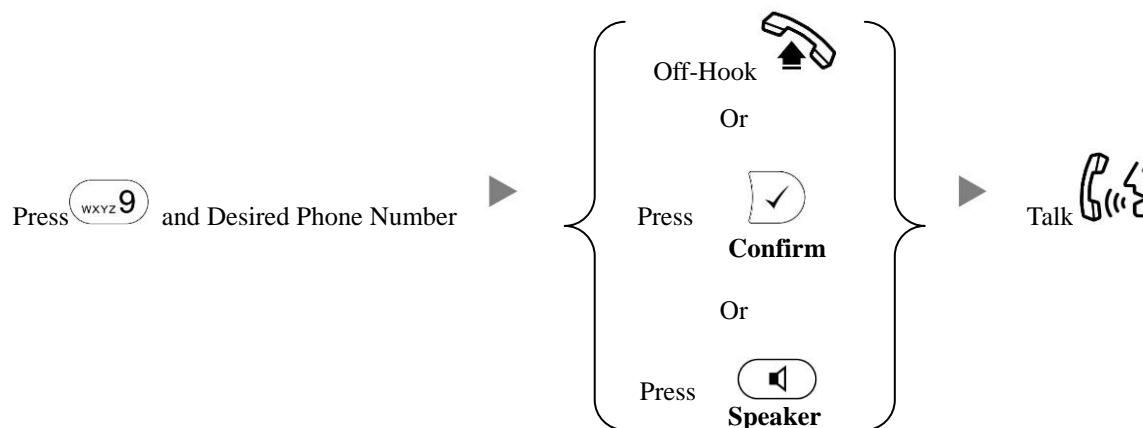 Off-Hook
Or
Press WXYZ 9 and Desired Phone Number
Press
Confirm
Talk
Or
Press
Speaker